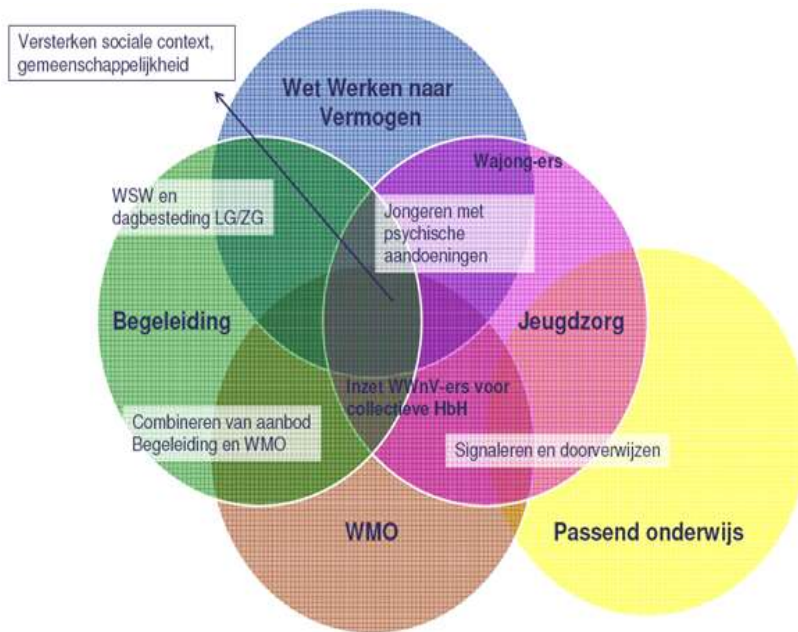 Versterken sociale context,
gemeenschappelijkheid
Wet Werken naar
Vermogen
Wajong-ers
WSW en
dagbesteding LG/ZG
Jongeren met
psychische
aandoeningen
Begeleiding
Jeugdzorg
Inzet WWnV-ers voor
collectieve HbH
Combineren van aanbod
Begeleiding en WMO
Signaleren en doorverwijzen
WMO
Passend onderwijs